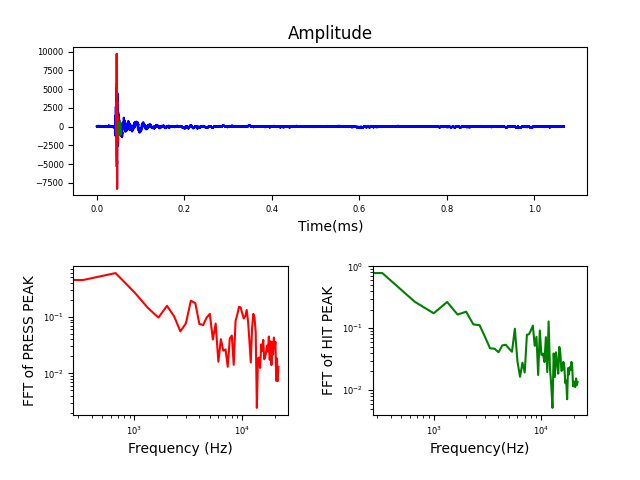 Amplitude
10000
7500
5000
2500
0
−2500
−5000
−7500
0.0 0.2 0.4 0.6 0.8 1.0
Time(ms)
FFT of PRESS PEAK
10⁻¹
10⁻²
10³ 10⁴
Frequency (Hz)
FFT of HIT PEAK
10⁰
10⁻¹
10⁻²
10³ 10⁴
Frequency(Hz)